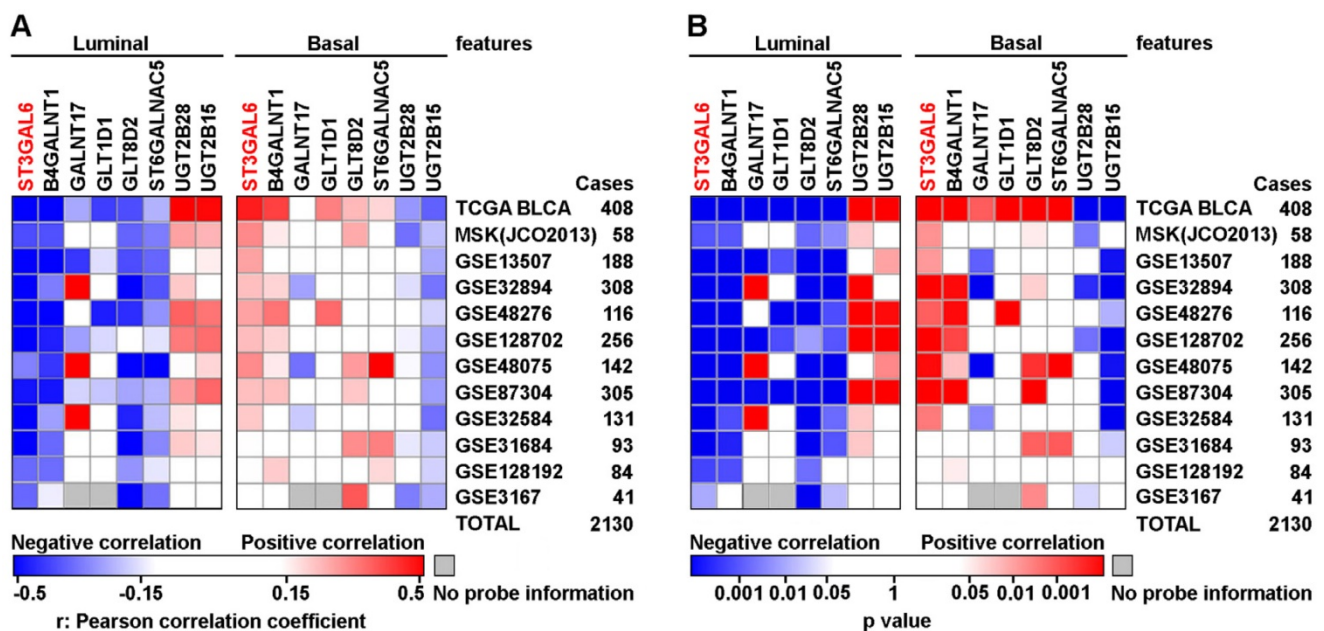 A
Luminal Basal features
ST3GAL6 B4GALNT1 GALNT17 GLT1D1 GLT8D2 ST6GALNAC5 UGT2B28 UGT2B15 ST3GAL6 B4GALNT1 GALNT17 GLT1D1 GLT8D2 ST6GALNAC5 UGT2B28 UGT2B15
Cases
TCGA BLCA 408
MSK(JCO2013) 58
GSE13507 188
GSE32894 308
GSE48276 116
GSE128702 256
GSE48075 142
GSE87304 305
GSE32584 131
GSE31684 93
GSE128192 84
GSE3167 41
TOTAL 2130
Negative correlation Positive correlation
-0.5 -0.15 0.15 0.5 No probe information
r: Pearson correlation coefficient
B
Luminal Basal features
ST3GAL6 B4GALNT1 GALNT17 GLT1D1 GLT8D2 ST6GALNAC5 UGT2B28 UGT2B15 ST3GAL6 B4GALNT1 GALNT17 GLT1D1 GLT8D2 ST6GALNAC5 UGT2B28 UGT2B15
Cases
TCGA BLCA 408
MSK(JCO2013) 58
GSE13507 188
GSE32894 308
GSE48276 116
GSE128702 256
GSE48075 142
GSE87304 305
GSE32584 131
GSE31684 93
GSE128192 84
GSE3167 41
TOTAL 2130
Negative correlation Positive correlation
0.001 0.01 0.05 1 0.05 0.01 0.001 No probe information
p value